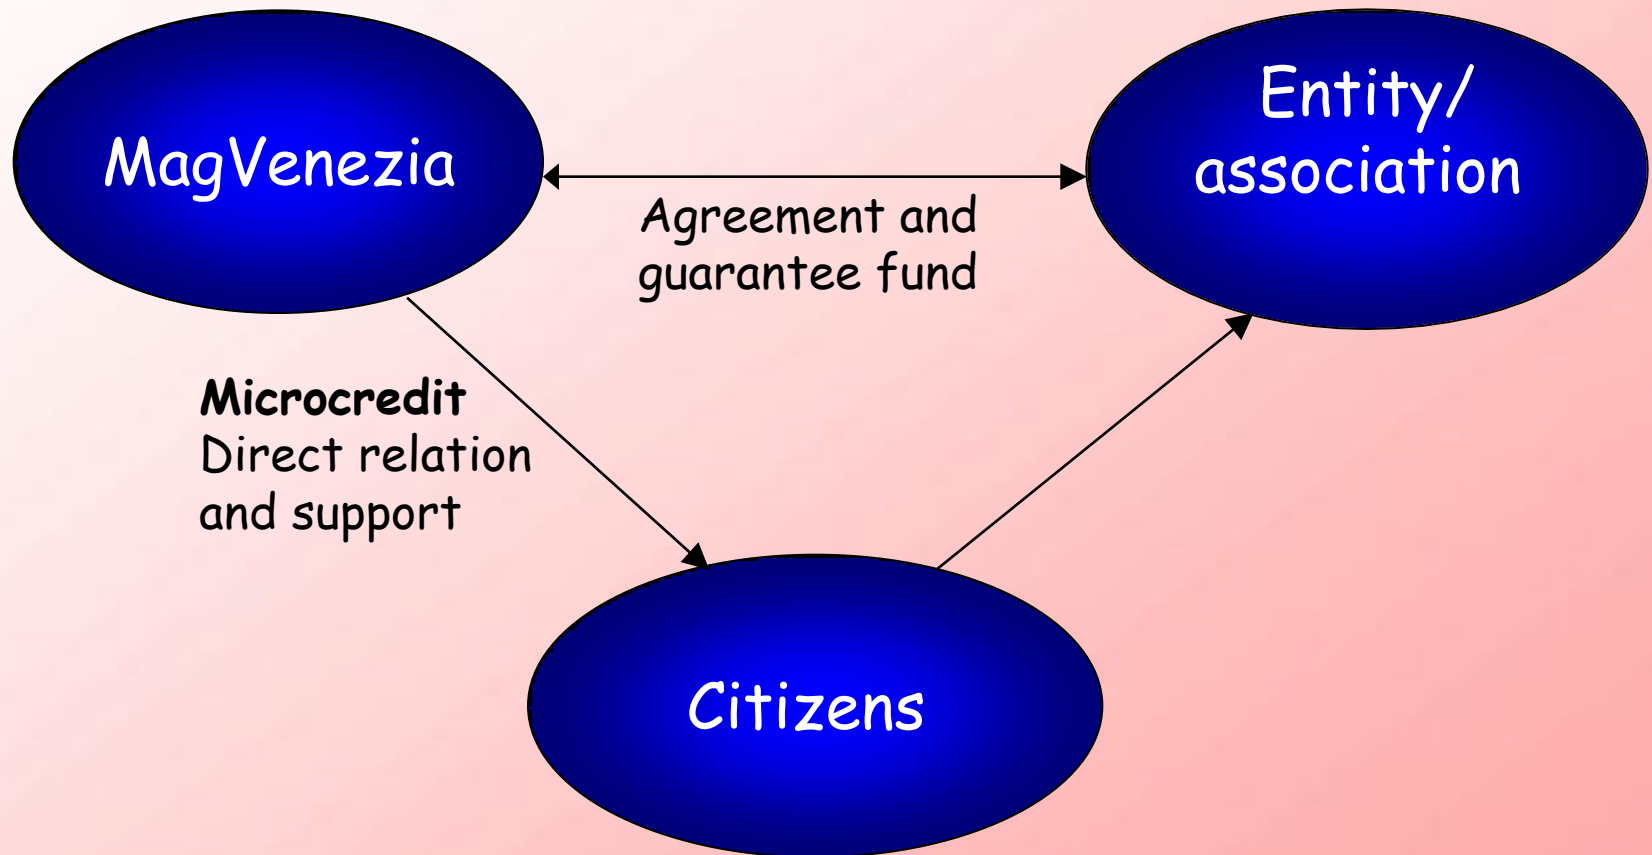 MagVenezia
Entity/
association
Agreement and
guarantee fund
Microcredit
Direct relation
and support
Citizens